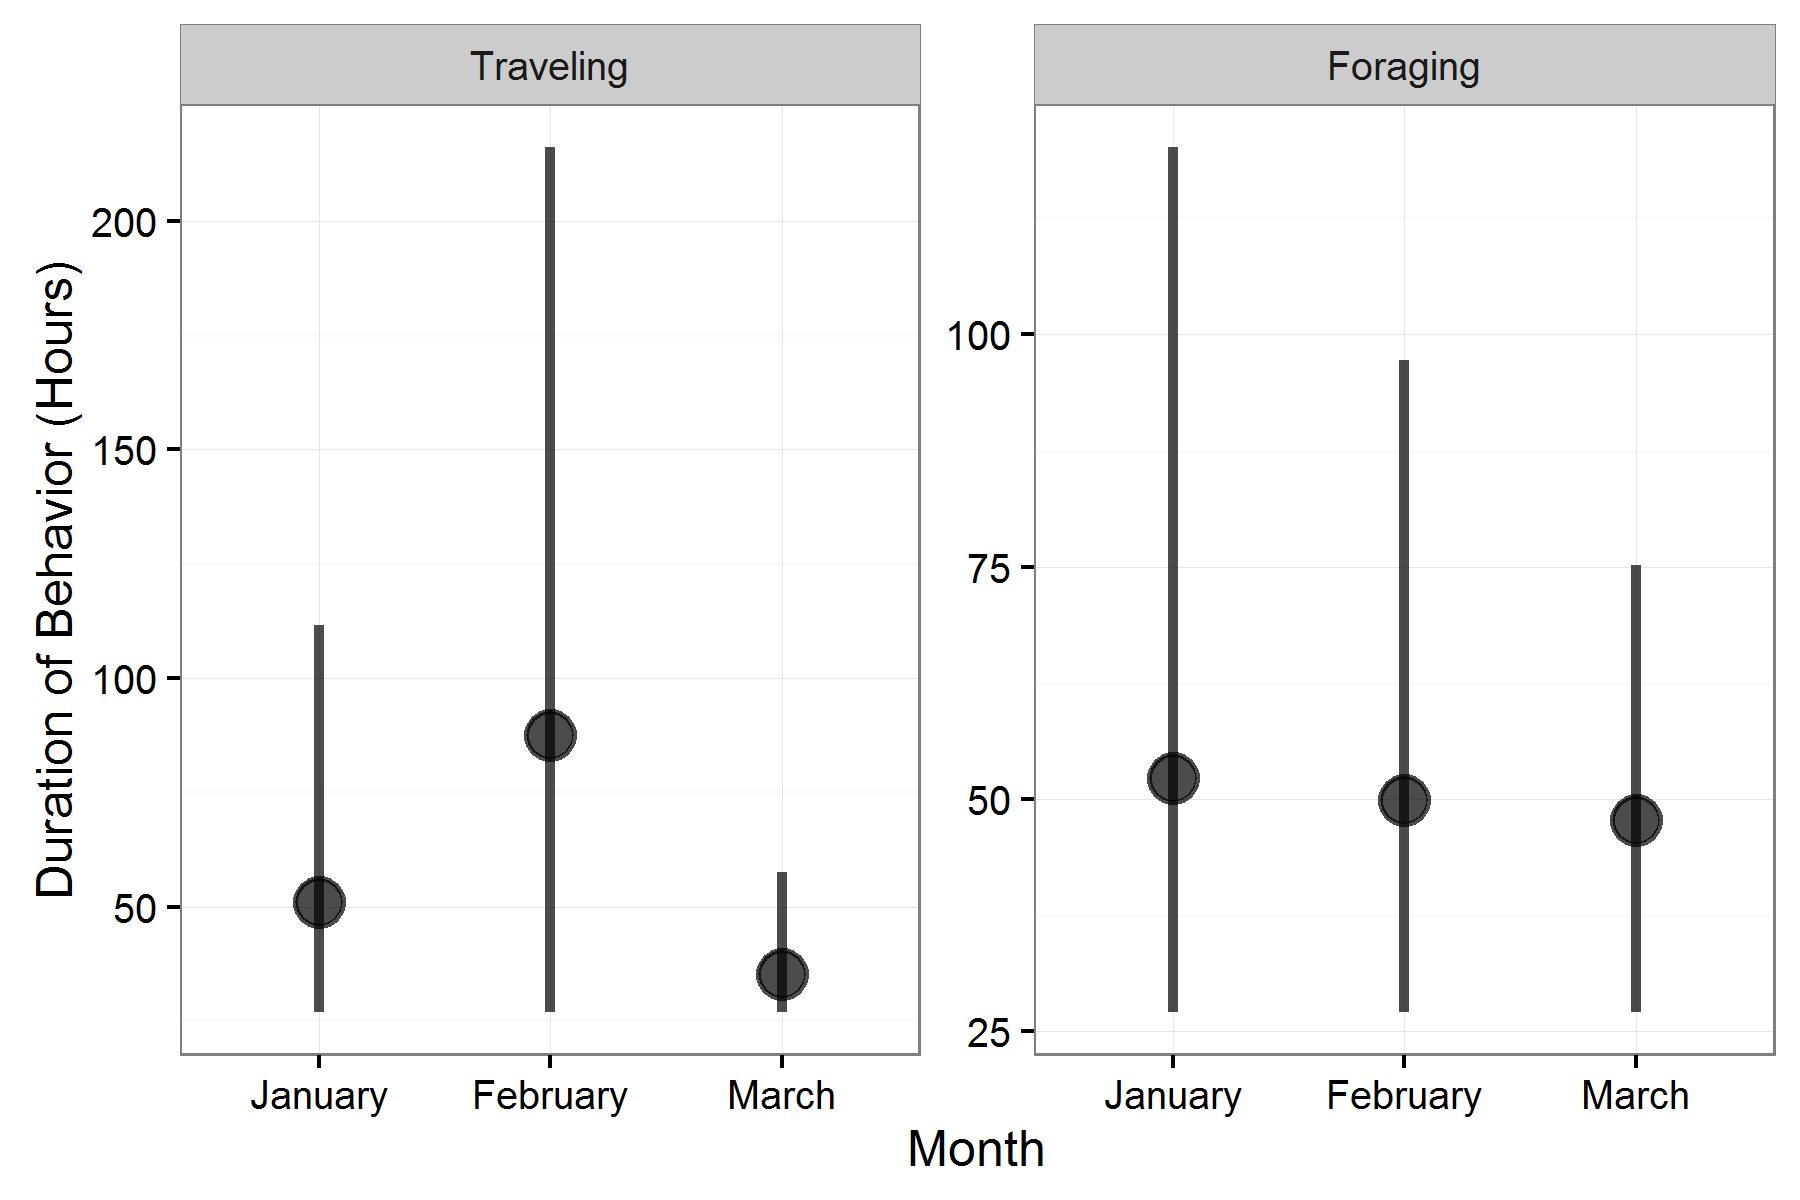 Traveling
Foraging
Duration of Behavior (Hours)
200
150
100
50
100
75
50
25
January February March
January February March
Month